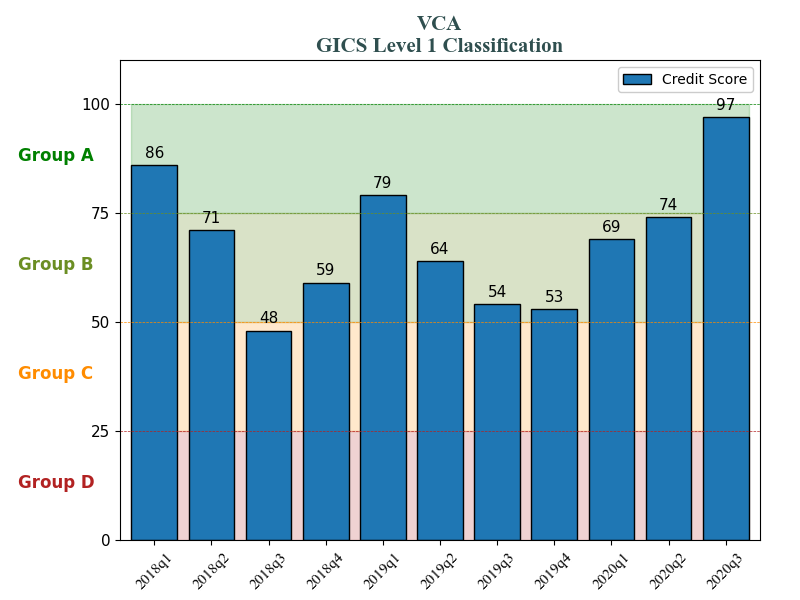 VCA
GICS Level 1 Classification
Credit Score
100
75
50
25
0
Group A
Group B
Group C
Group D
86
71
48
59
79
64
54
53
69
74
97
2018q1
2018q2
2018q3
2018q4
2019q1
2019q2
2019q3
2019q4
2020q1
2020q2
2020q3